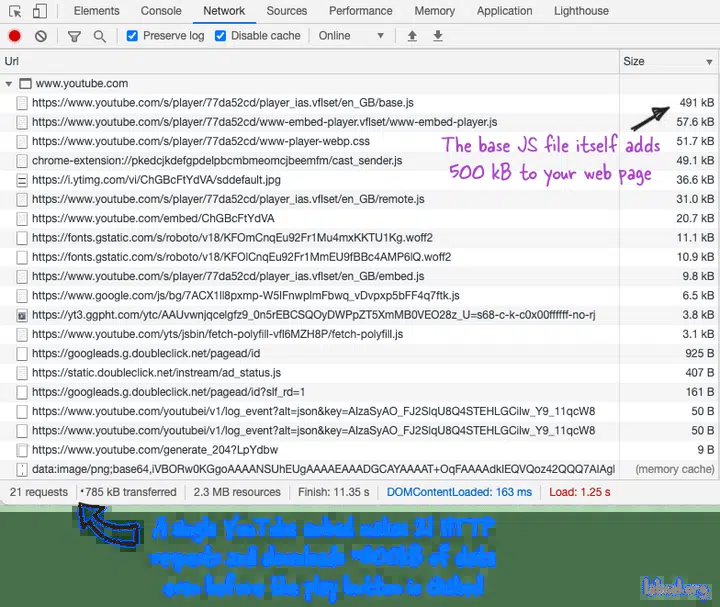 Elements Console Network Sources Performance Memory Application Lighthouse
Preserve log Disable cache Online
Url Size
www.youtube.com
https://www.youtube.com/s/player/77da52cd/player_ias.vflset/en_GB/base.js 491 kB
https://www.youtube.com/s/player/77da52cd/www-embed-player.vflset/www-embed-player.js 57.6 kB
https://www.youtube.com/s/player/77da52cd/www-player-webp.css 51.7 kB
The base JS file itself adds
500 kB to your web page
chrome-extension://pkedcjkdefgpdelpbcmbmeomcjbeemfm/cast_sender.js 49.1 kB
https://i.ytimg.com/vi/ChGBcFtYdVA/sddefault.jpg 36.6 kB
https://www.youtube.com/s/player/77da52cd/player_ias.vflset/en_GB/remote.js 31.0 kB
https://www.youtube.com/embed/ChGBcFtYdVA 20.7 kB
https://fonts.gstatic.com/s/roboto/v18/KFOmCnqEu92Fr1Mu4mxKKTU1Kg.woff2 11.1 kB
https://fonts.gstatic.com/s/roboto/v18/KFOlCnqEu92Fr1MmEU9fBBc4AMP6lQ.woff2 10.9 kB
https://www.youtube.com/s/player/77da52cd/player_ias.vflset/en_GB/embed.js 9.8 kB
https://www.google.com/js/bg/7ACX1Il8pxmp-W5IFnwplmFbwq_vDvpxp5bFF4q7ftk.js 6.5 kB
https://yt3.ggpht.com/ytc/AAUvwnjqcelgfz9_0n5rEBCSQOyDWPpZT5XmMB0VEO28z_U=s68-c-k-c0x00ffffff-no-rj 3.8 kB
https://www.youtube.com/yts/jsbin/fetch-polyfill-vfl6MZH8P/fetch-polyfill.js 3.1 kB
https://googleads.g.doubleclick.net/pagead/id 925 B
https://static.doubleclick.net/instream/ad_status.js 407 B
https://googleads.g.doubleclick.net/pagead/id?slf_rd=1 161 B
https://www.youtube.com/youtubei/v1/log_event?alt=json&key=AIzaSyAO_FJ2SlqU8Q4STEHLGCilw_Y9_11qcW8 50 B
https://www.youtube.com/youtubei/v1/log_event?alt=json&key=AIzaSyAO_FJ2SlqU8Q4STEHLGCilw_Y9_11qcW8 50 B
https://www.youtube.com/generate_204?LpYdbw 9 B
data:image/png;base64,iVBORw0KGgoAAAANSUhEUgAAAAEAAADGCAYAAAAT+OqFAAAAdklEQVQoz42QQQ7AIAgI (memory cache)
21 requests 785 kB transferred 2.3 MB resources Finish: 11.35 s DOMContentLoaded: 163 ms Load: 1.25 s
A single YouTube embed makes 21 HTTP
requests and downloads of data
even before the play button is clicked